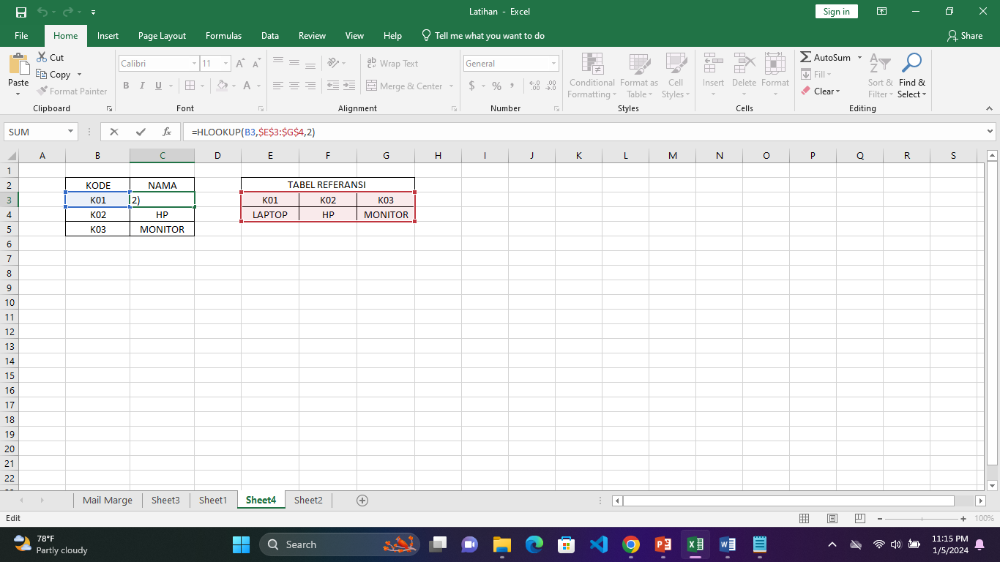 Latihan - Excel
Sign in
File Home Insert Page Layout Formulas Data Review View Help Tell me what you want to do Share
Paste Cut Copy Format Painter Clipboard
Calibri 11 A A B I U A Font
ab Wrap Text Merge & Center Alignment
General $ % , .00 .00 Number
Conditional Formatting Format as Table Cell Styles Styles
Insert Delete Format Cells
AutoSum Fill Clear Sort & Filter Find & Select Editing
SUM fx =HLOOKUP(B3,$E$3:$G$4,2)
A B C D E F G H I J K L M N O P Q R S
1
2 KODE NAMA TABEL REFERANSI
3 K01 2) K01 K02 K03
4 K02 HP LAPTOP HP MONITOR
5 K03 MONITOR
6
7
8
9
10
11
12
13
14
15
16
17
18
19
20
21
22
Mail Marge Sheet3 Sheet1 Sheet4 Sheet2
Edit 100%
78°F
Partly cloudy
Search
11:15 PM
1/5/2024